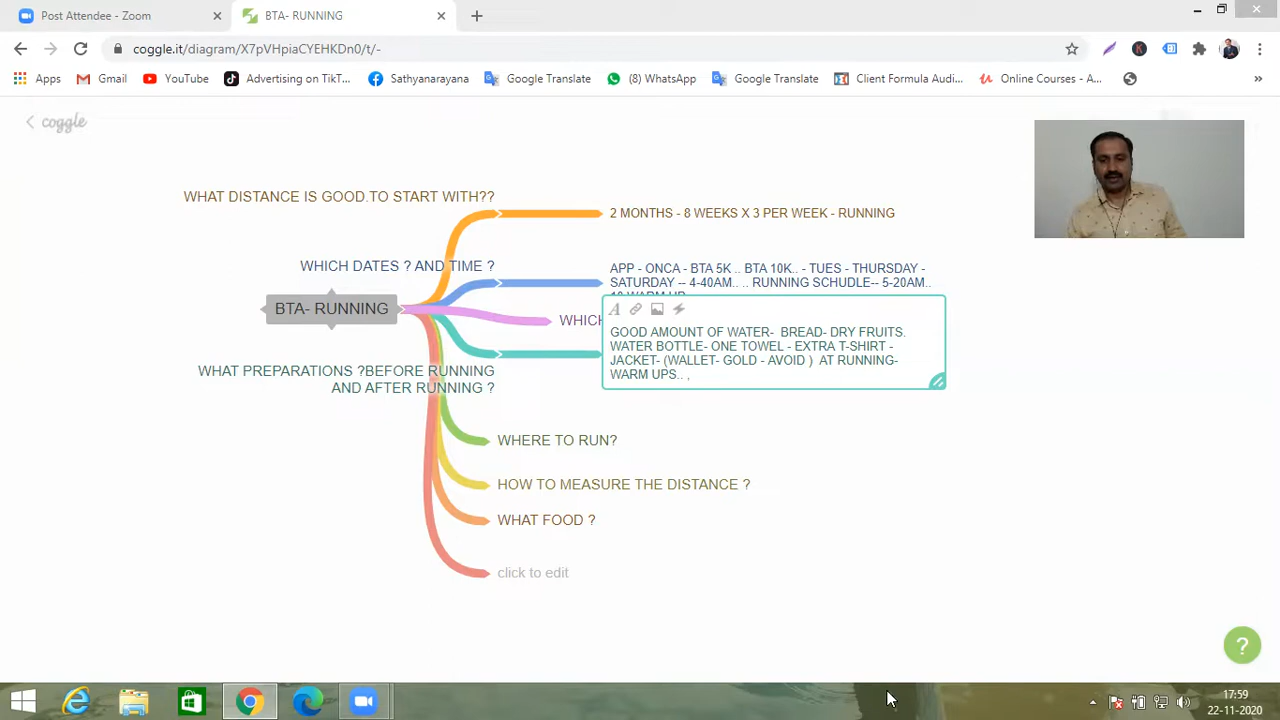 Post Attendee - Zoom
BTA- RUNNING
coggle.it/diagram/X7pVHpiaCYEHKDn0/t/-
Apps
Gmail
YouTube
Advertising on TikT...
Sathyanarayana
Google Translate
(8) WhatsApp
Google Translate
Client Formula Audi...
Online Courses - A...
»
coggle
WHAT DISTANCE IS GOOD.TO START WITH??
2 MONTHS - 8 WEEKS X 3 PER WEEK - RUNNING
WHICH DATES ? AND TIME ?
APP - ONCA - BTA 5K .. BTA 10K.. - TUES - THURSDAY -
SATURDAY -- 4-40AM.. .. RUNNING SCHUDLE-- 5-20AM..
10 WARM UP
BTA- RUNNING
WHICH
GOOD AMOUNT OF WATER- BREAD- DRY FRUITS.
WATER BOTTLE- ONE TOWEL - EXTRA T-SHIRT -
JACKET- (WALLET- GOLD - AVOID ) AT RUNNING-
WARM UPS.. ,
WHAT PREPARATIONS ?BEFORE RUNNING
AND AFTER RUNNING ?
WHERE TO RUN?
HOW TO MEASURE THE DISTANCE ?
WHAT FOOD ?
click to edit
?
17:59
22-11-2020